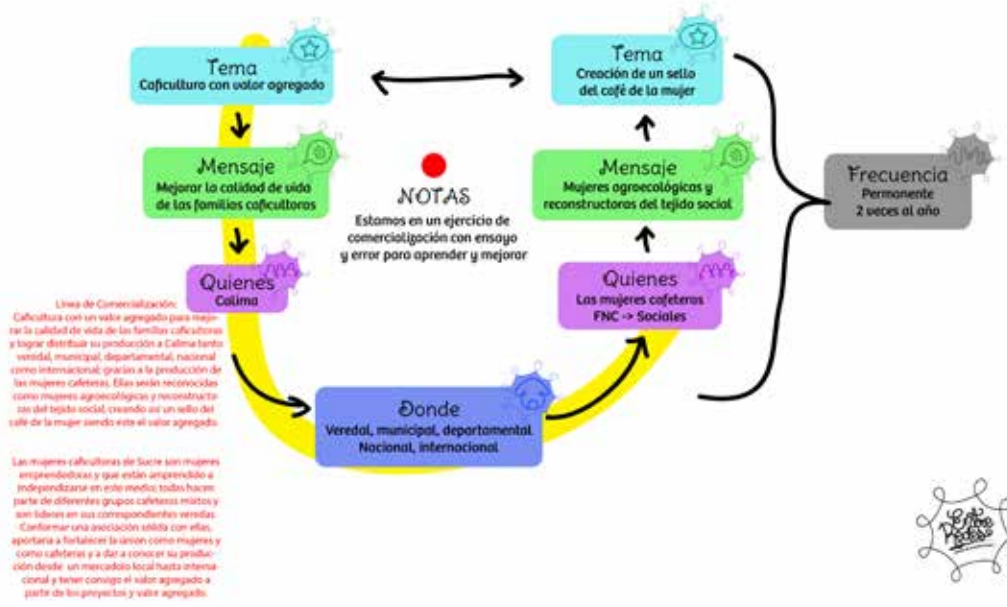 Tema
Caficultura con valor agregado
Mensaje
Mejorar la calidad de vida
de las familias caficultoras
Quienes
Calima
Línea de Comercialización:
Caficultura con un valor agregado para mejo-
rar la calidad de vida de las familias caficultoras
y lograr distribuir su producción a Calima tanto
veredal, municipal, departamental, nacional
como internacional; gracias a la producción de
las mujeres cafeteras. Ellas serán reconocidas
como mujeres agroecológicas y reconstructo-
ras del tejido social, creando así un sello del
café de la mujer siendo este el valor agregado.
Las mujeres caficultoras de Sucre son mujeres
emprendedoras y que están emprendido a
independizarse en este medio; todas hacen
parte de diferentes grupos cafeteros mixtos y
son líderes en sus correspondientes veredas.
Conformar una asociación sólida con ellas,
aportaría a fortalecer la union como mujeres y
como cafeteras y a dar a conocer su produc-
ción desde un mercadolo local hasta interna
cional y tener consigo el valor agregado a
partir de los proyectos y valor agregado.
NOTAS
Estamos en un ejercicio de
comercialización con ensayo
y error para aprender y mejorar
Donde
Veredal, municipal, departamental
Nacional, internacional
Tema
Creación de un sello
del café de la mujer
Mensaje
Mujeres agroecológicas y
reconstructoras del tejido social
Quienes
Las mujeres cafeteras
FNC -> Sociales
Frecuencia
Permanente
2 veces al año
Entre
Redes